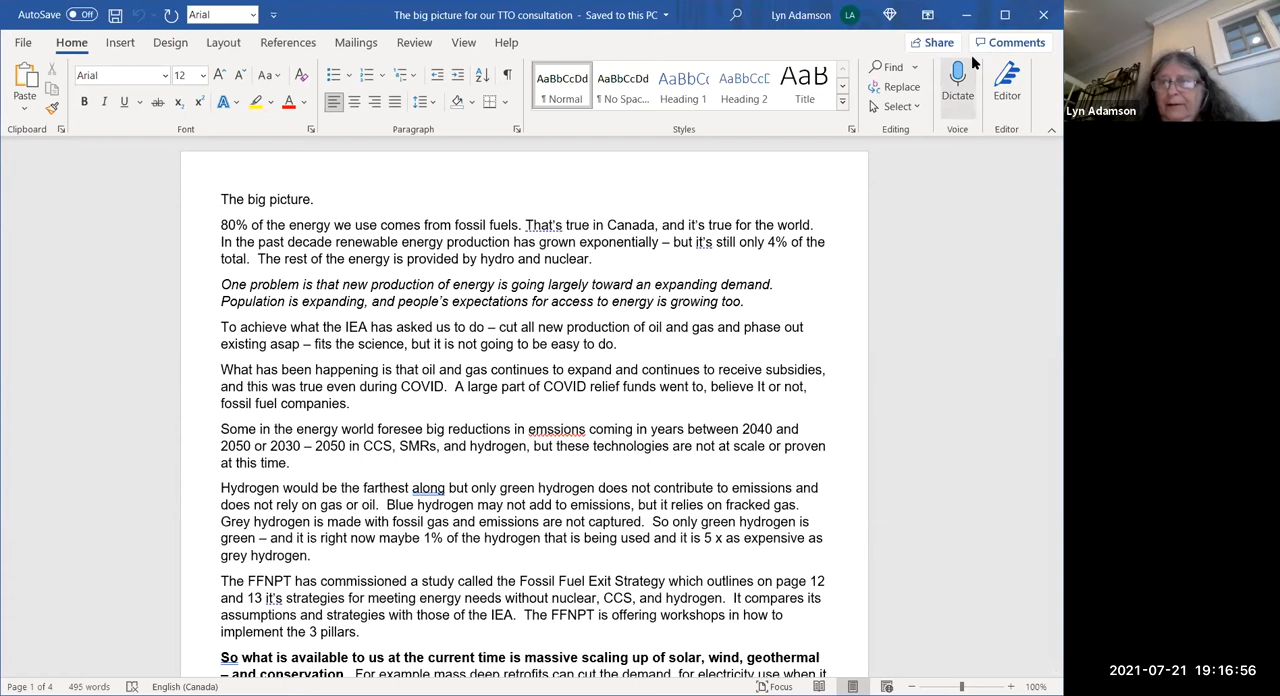 AutoSave Off Arial The big picture for our TTO consultation - Saved to this PC Lyn Adamson LA
File Home Insert Design Layout References Mailings Review View Help Share Comments
Paste Arial 12 A A Aa A AaBbCcDd AaBbCcDd AaBbCc AaBbCcC AaB Find Dictate Editor
Replace
B I U ab x₂ x² A A ¶ Normal ¶ No Spac... Heading 1 Heading 2 Title Select
Clipboard Font Paragraph Styles Editing Voice Editor
Lyn Adamson
The big picture.
80% of the energy we use comes from fossil fuels. That's true in Canada, and it's true for the world.
In the past decade renewable energy production has grown exponentially – but it's still only 4% of the
total.  The rest of the energy is provided by hydro and nuclear.
One problem is that new production of energy is going largely toward an expanding demand.
Population is expanding, and people's expectations for access to energy is growing too.
To achieve what the IEA has asked us to do – cut all new production of oil and gas and phase out
existing asap – fits the science, but it is not going to be easy to do.
What has been happening is that oil and gas continues to expand and continues to receive subsidies,
and this was true even during COVID.  A large part of COVID relief funds went to, believe It or not,
fossil fuel companies.
Some in the energy world foresee big reductions in emssions coming in years between 2040 and
2050 or 2030 – 2050 in CCS, SMRs, and hydrogen, but these technologies are not at scale or proven
at this time.
Hydrogen would be the farthest along but only green hydrogen does not contribute to emissions and
does not rely on gas or oil.  Blue hydrogen may not add to emissions, but it relies on fracked gas.
Grey hydrogen is made with fossil gas and emissions are not captured.  So only green hydrogen is
green – and it is right now maybe 1% of the hydrogen that is being used and it is 5 x as expensive as
grey hydrogen.
The FFNPT has commissioned a study called the Fossil Fuel Exit Strategy which outlines on page 12
and 13 it's strategies for meeting energy needs without nuclear, CCS, and hydrogen.  It compares its
assumptions and strategies with those of the IEA.  The FFNPT is offering workshops in how to
implement the 3 pillars.
So what is available to us at the current time is massive scaling up of solar, wind, geothermal
– and conservation.  For example mass deep retrofits can cut the demand, for electricity use when it
Page 1 of 4 495 words English (Canada) Focus 100%
2021-07-21 19:16:56